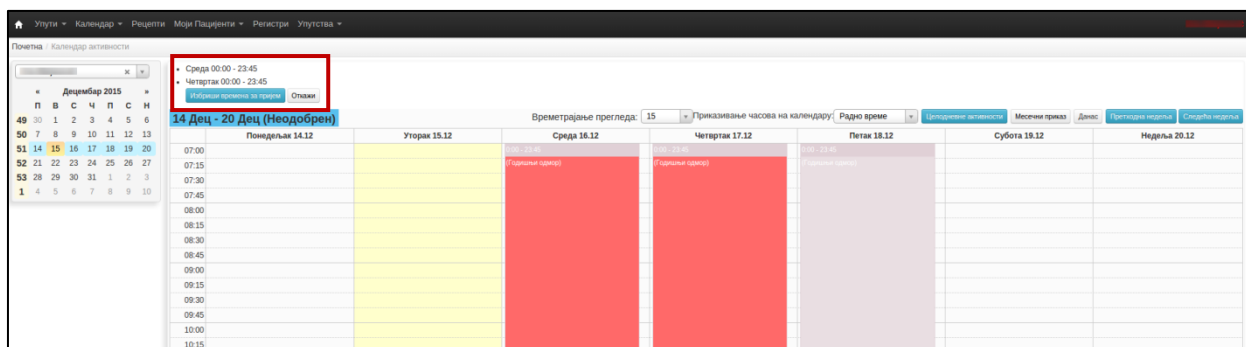 Упути Календар Рецепти Моји Пацијенти Регистри Упутства
Почетна / Календар активности
• Среда 00:00 - 23:45
• Четвртак 00:00 - 23:45
Избриши времена за пријем Откажи
« Децембар 2015 »
П В С Ч П С Н
49 30 1 2 3 4 5 6
50 7 8 9 10 11 12 13
51 14 15 16 17 18 19 20
52 21 22 23 24 25 26 27
53 28 29 30 31 1 2 3
1 4 5 6 7 8 9 10
14 Дец - 20 Дец (Неодобрен) Времетрајање прегледа: 15 Приказивање часова на календару: Радно време Целодневне активности Месечни приказ Данас Претходна недеља Следећа недеља
Понедељак 14.12 Уторак 15.12 Среда 16.12 Четвртак 17.12 Петак 18.12 Субота 19.12 Недеља 20.12
07:00 0:00 - 23:45 0:00 - 23:45 0:00 - 23:45
07:15 (Годишњи одмор) (Годишњи одмор) (Годишњи одмор)
07:30
07:45
08:00
08:15
08:30
08:45
09:00
09:15
09:30
09:45
10:00
10:15